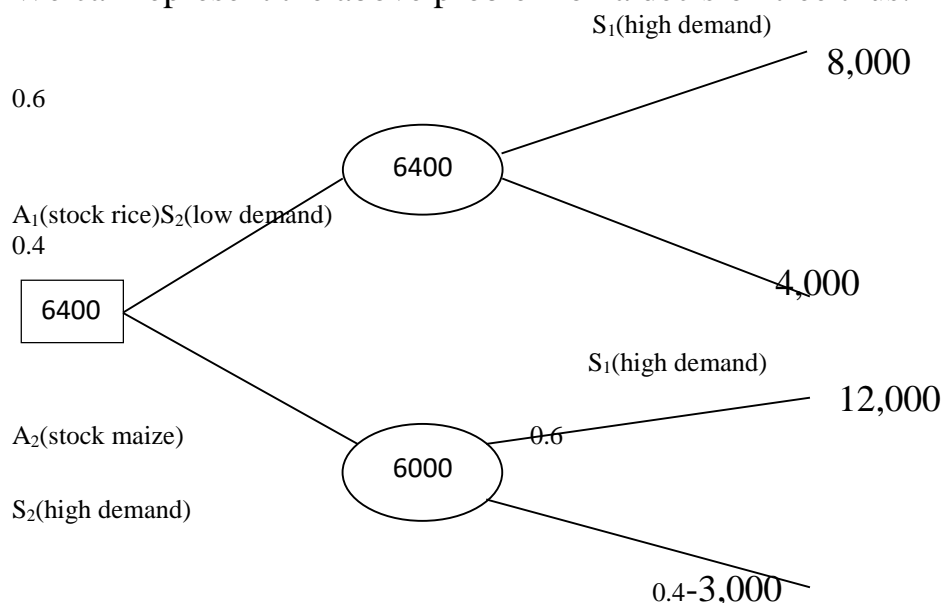 S₁(high demand)
8,000
0.6
6400
A₁(stock rice)S₂(low demand)
0.4
6400
4,000
S₁(high demand)
12,000
A₂(stock maize)
0.6
6000
S₂(high demand)
0.4-3,000